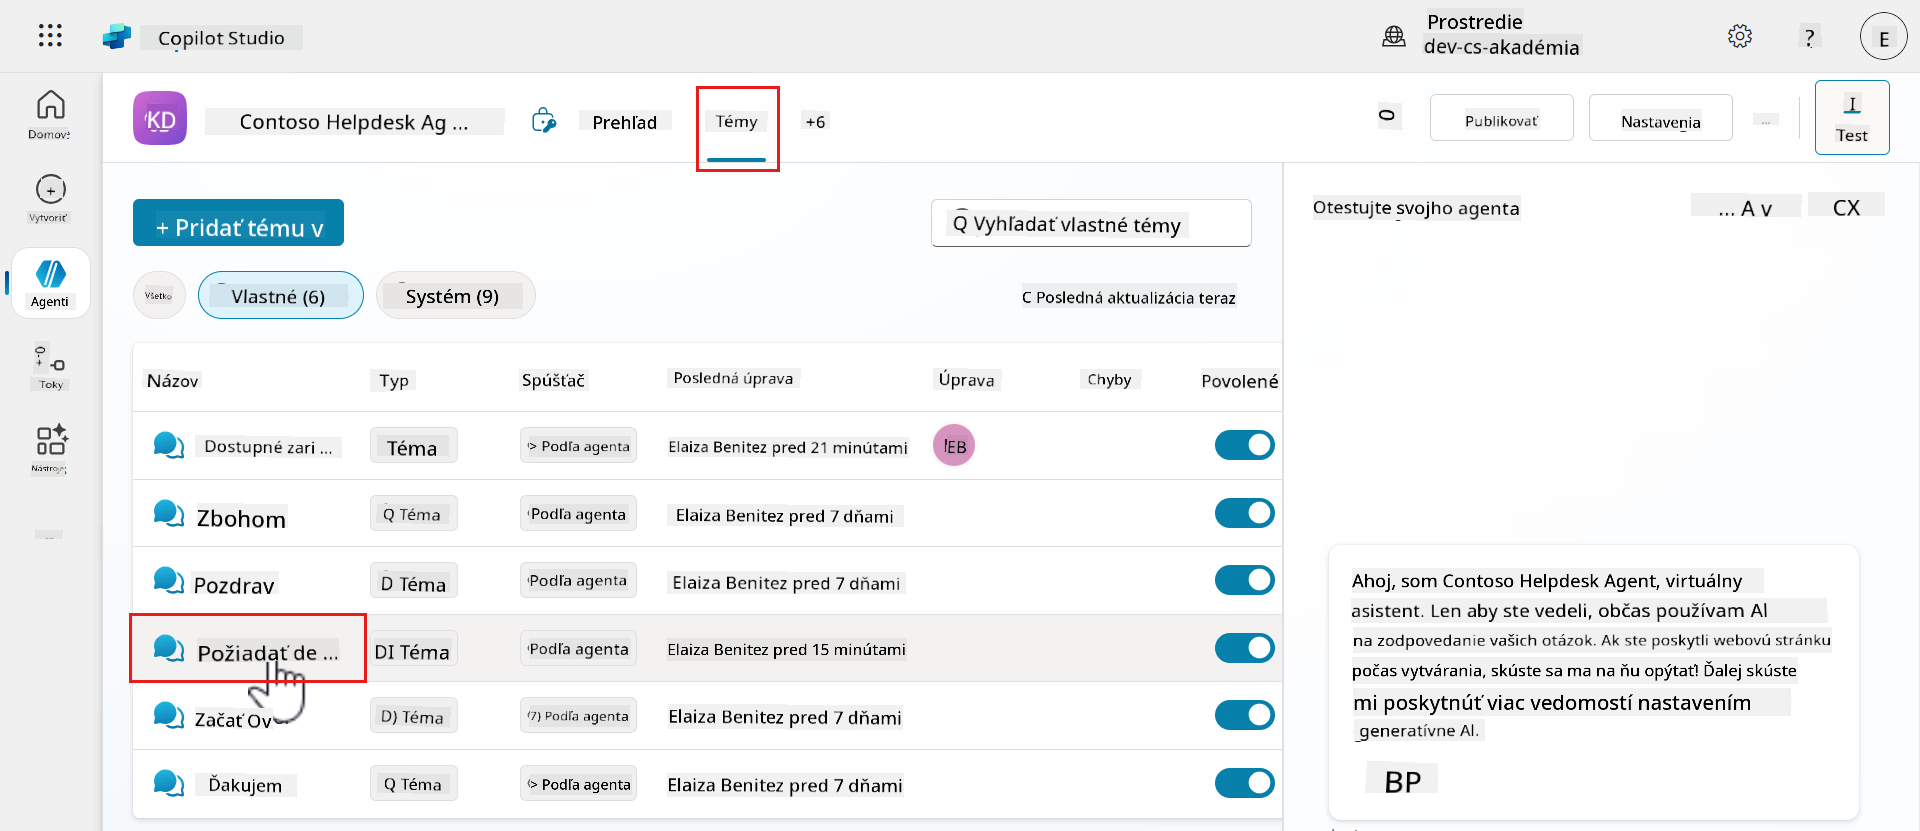 Copilot Studio
Prostredie
dev-cs-akadémia
?
E
Domov
Vytvoriť
Agenti
Toky
Nástroje
KD
Contoso Helpdesk Ag ...
Prehľad
Témy
+6
Publikovať
Nastavenia
...
Test
+ Pridať tému v
Q Vyhľadať vlastné témy
Všetko
Vlastné (6)
Systém (9)
C Posledná aktualizácia teraz
Názov
Typ
Spúšťač
Posledná úprava
Úprava
Chyby
Povolené
Dostupné zari ...
Téma
Podľa agenta
Elaiza Benitez pred 21 minútami
EB
Zbohom
Q Téma
Podľa agenta
Elaiza Benitez pred 7 dňami
Pozdrav
D Téma
Podľa agenta
Elaiza Benitez pred 7 dňami
Požiadať de ...
DI Téma
Podľa agenta
Elaiza Benitez pred 15 minútami
Začať Ov
D) Téma
(7) Podľa agenta
Elaiza Benitez pred 7 dňami
Ďakujem
Q Téma
Podľa agenta
Elaiza Benitez pred 7 dňami
Otestujte svojho agenta
... A v
CX
Ahoj, som Contoso Helpdesk Agent, virtuálny
asistent. Len aby ste vedeli, občas používam AI
na zodpovedanie vašich otázok. Ak ste poskytli webovú stránku
počas vytvárania, skúste sa ma na ňu opýtať! Ďalej skúste
mi poskytnúť viac vedomostí nastavením
generatívne AI.
BP